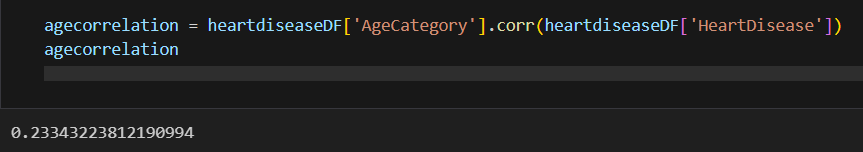 agecorrelation = heartdiseaseDF['AgeCategory'].corr(heartdiseaseDF['HeartDisease'])
agecorrelation
0.23343223812190994